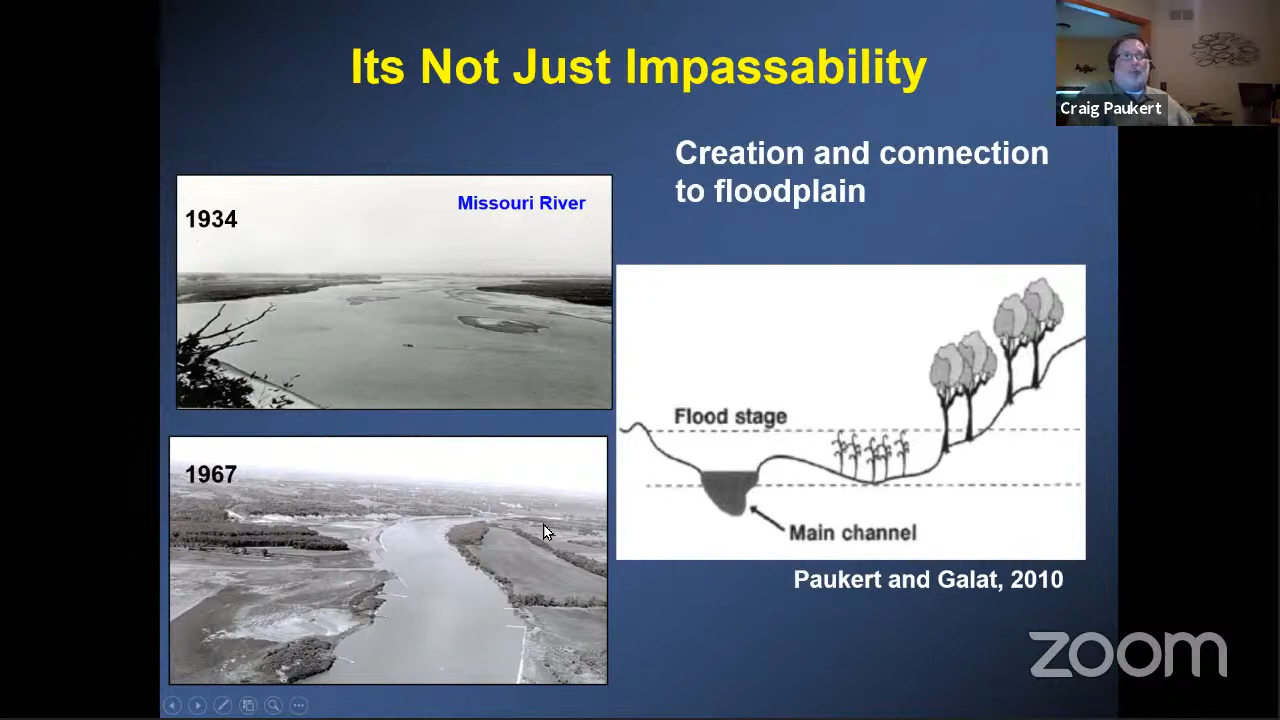 Its Not Just Impassability
Craig Paukert
Creation and connection
to floodplain
1934
Missouri River
Flood stage
1967
Main channel
Paukert and Galat, 2010
zoom